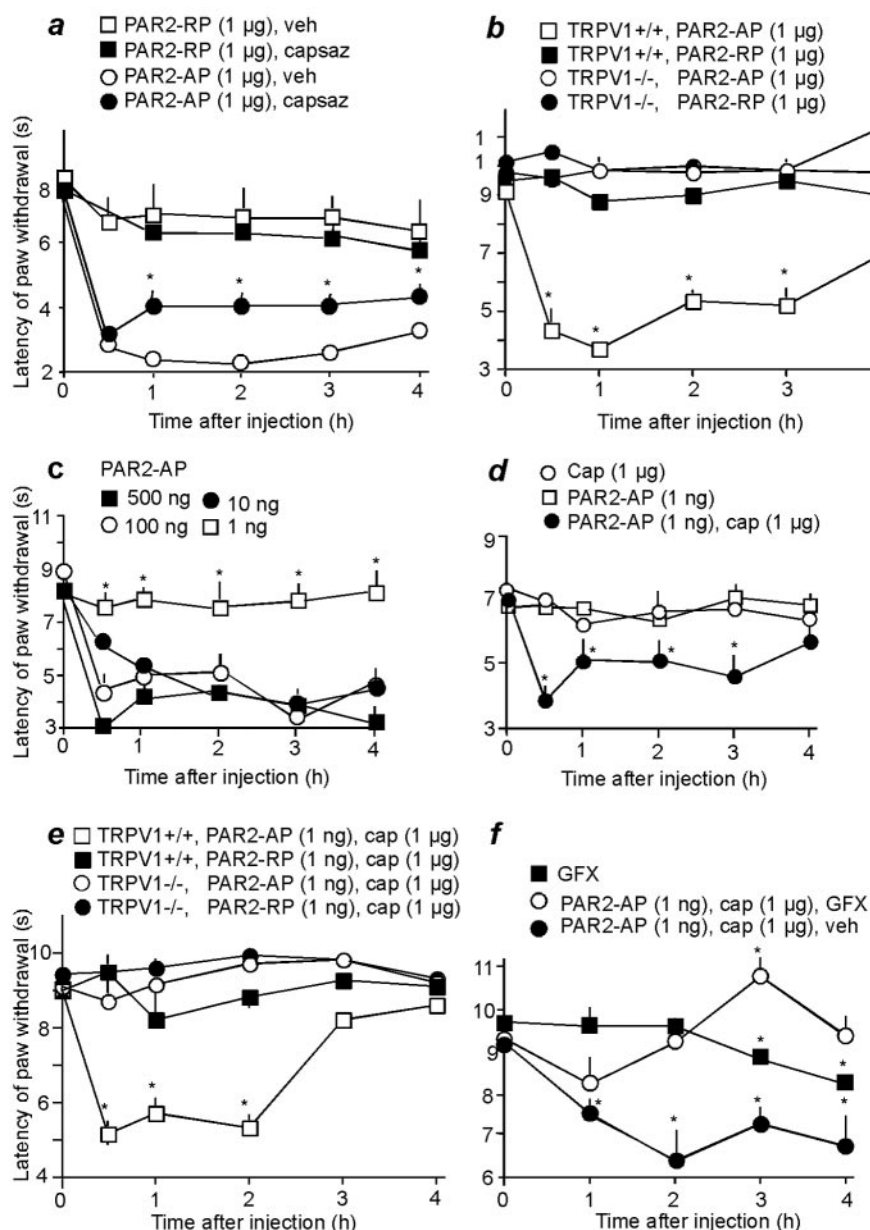 a
PAR2-RP (1 µg), veh
PAR2-RP (1 µg), capsaz
PAR2-AP (1 µg), veh
PAR2-AP (1 µg), capsaz
Latency of paw withdrawal (s)
8
6
4
2
* * * *
0 1 2 3 4
Time after injection (h)
b
TRPV1+/+, PAR2-AP (1 µg)
TRPV1+/+, PAR2-RP (1 µg)
TRPV1-/-, PAR2-AP (1 µg)
TRPV1-/-, PAR2-RP (1 µg)
1
1
9
7
5
3
* * * *
0 1 2 3
Time after injection (h)
c
PAR2-AP
500 ng 10 ng
100 ng 1 ng
Latency of paw withdrawal (s)
11
9
7
5
3
* * * * *
0 1 2 3 4
Time after injection (h)
d
Cap (1 µg)
PAR2-AP (1 ng)
PAR2-AP (1 ng), cap (1 µg)
9
7
5
3
* * * *
0 1 2 3 4
Time after injection (h)
e
TRPV1+/+, PAR2-AP (1 ng), cap (1 µg)
TRPV1+/+, PAR2-RP (1 ng), cap (1 µg)
TRPV1-/-, PAR2-AP (1 ng), cap (1 µg)
TRPV1-/-, PAR2-RP (1 ng), cap (1 µg)
Latency of paw withdrawal (s)
10
8
6
4
* * *
0 1 2 3 4
Time after injection (h)
f
GFX
PAR2-AP (1 ng), cap (1 µg), GFX
PAR2-AP (1 ng), cap (1 µg), veh
11
10
9
8
7
6
* * * * * * *
0 1 2 3 4
Time after injection (h)